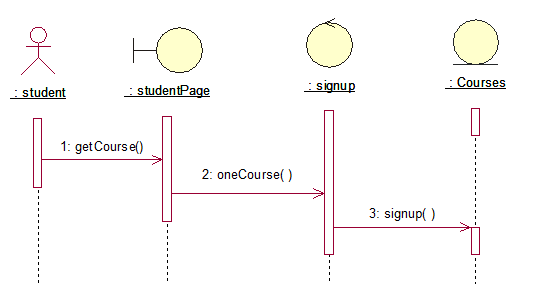 : student
: studentPage
: signup
: Courses
1: getCourse()
2: oneCourse( )
3: signup( )